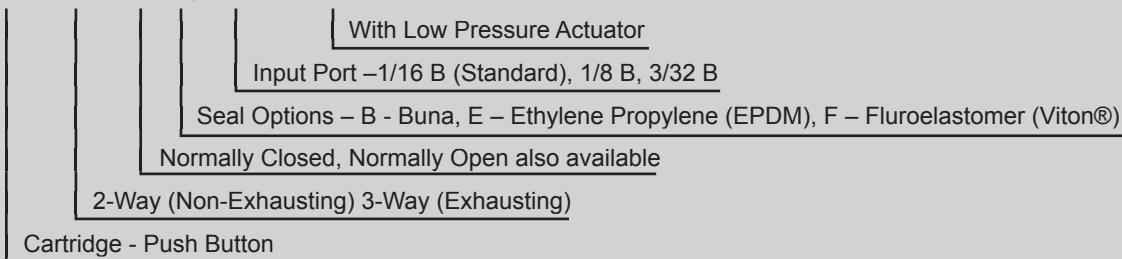 With Low Pressure Actuator
Input Port –1/16 B (Standard), 1/8 B, 3/32 B
Seal Options – B - Buna, E – Ethylene Propylene (EPDM), F – Fluroelastomer (Viton®)
Normally Closed, Normally Open also available
2-Way (Non-Exhausting) 3-Way (Exhausting)
Cartridge - Push Button